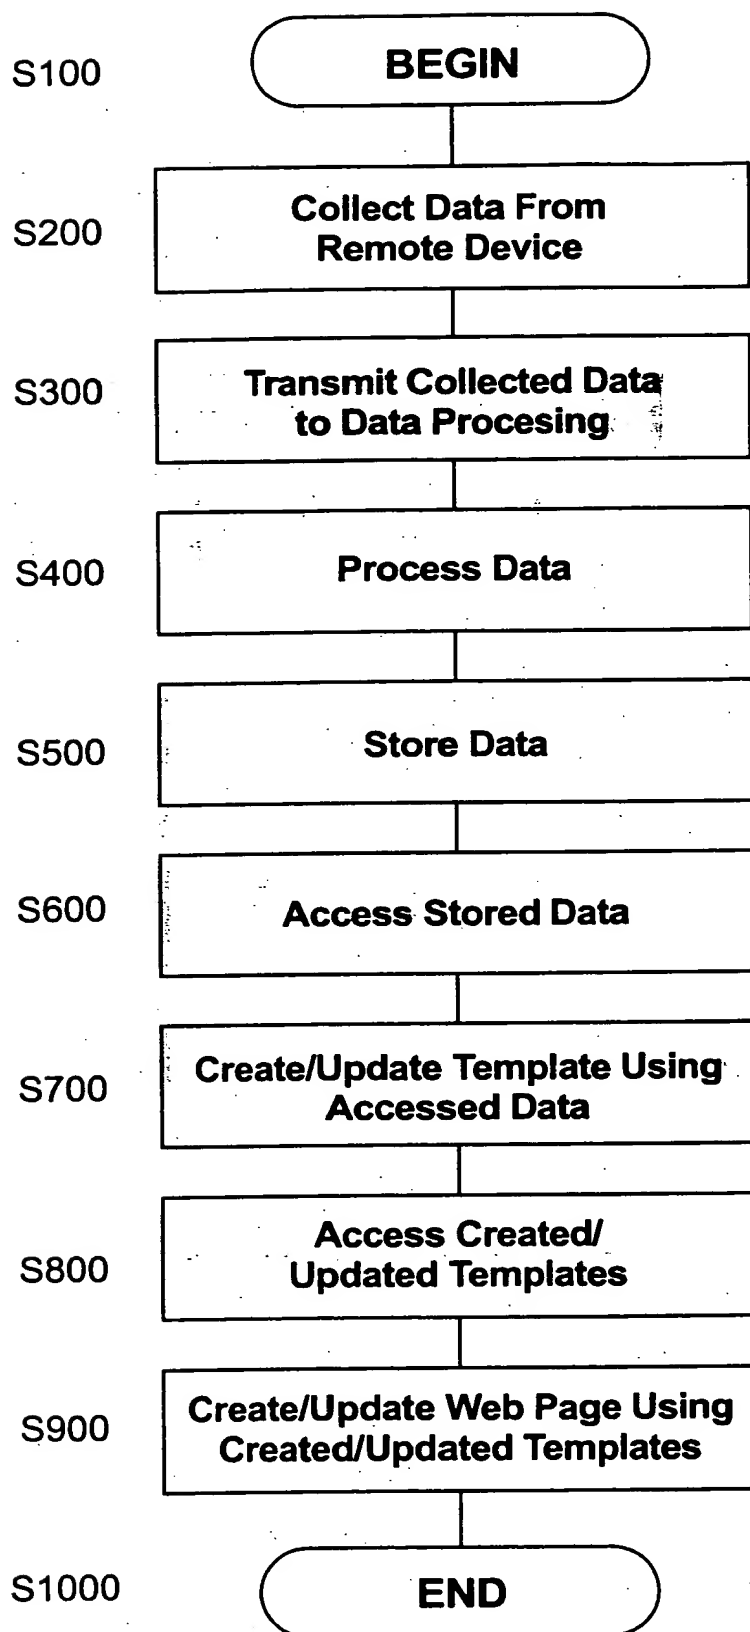 S100
BEGIN
S200
Collect Data From
Remote Device
S300
Transmit Collected Data
to Data Procesing
S400
Process Data
S500
Store Data
S600
Access Stored Data
S700
Create/Update Template Using
Accessed Data
S800
Access Created/
Updated Templates
S900
Create/Update Web Page Using
Created/Updated Templates
S1000
END